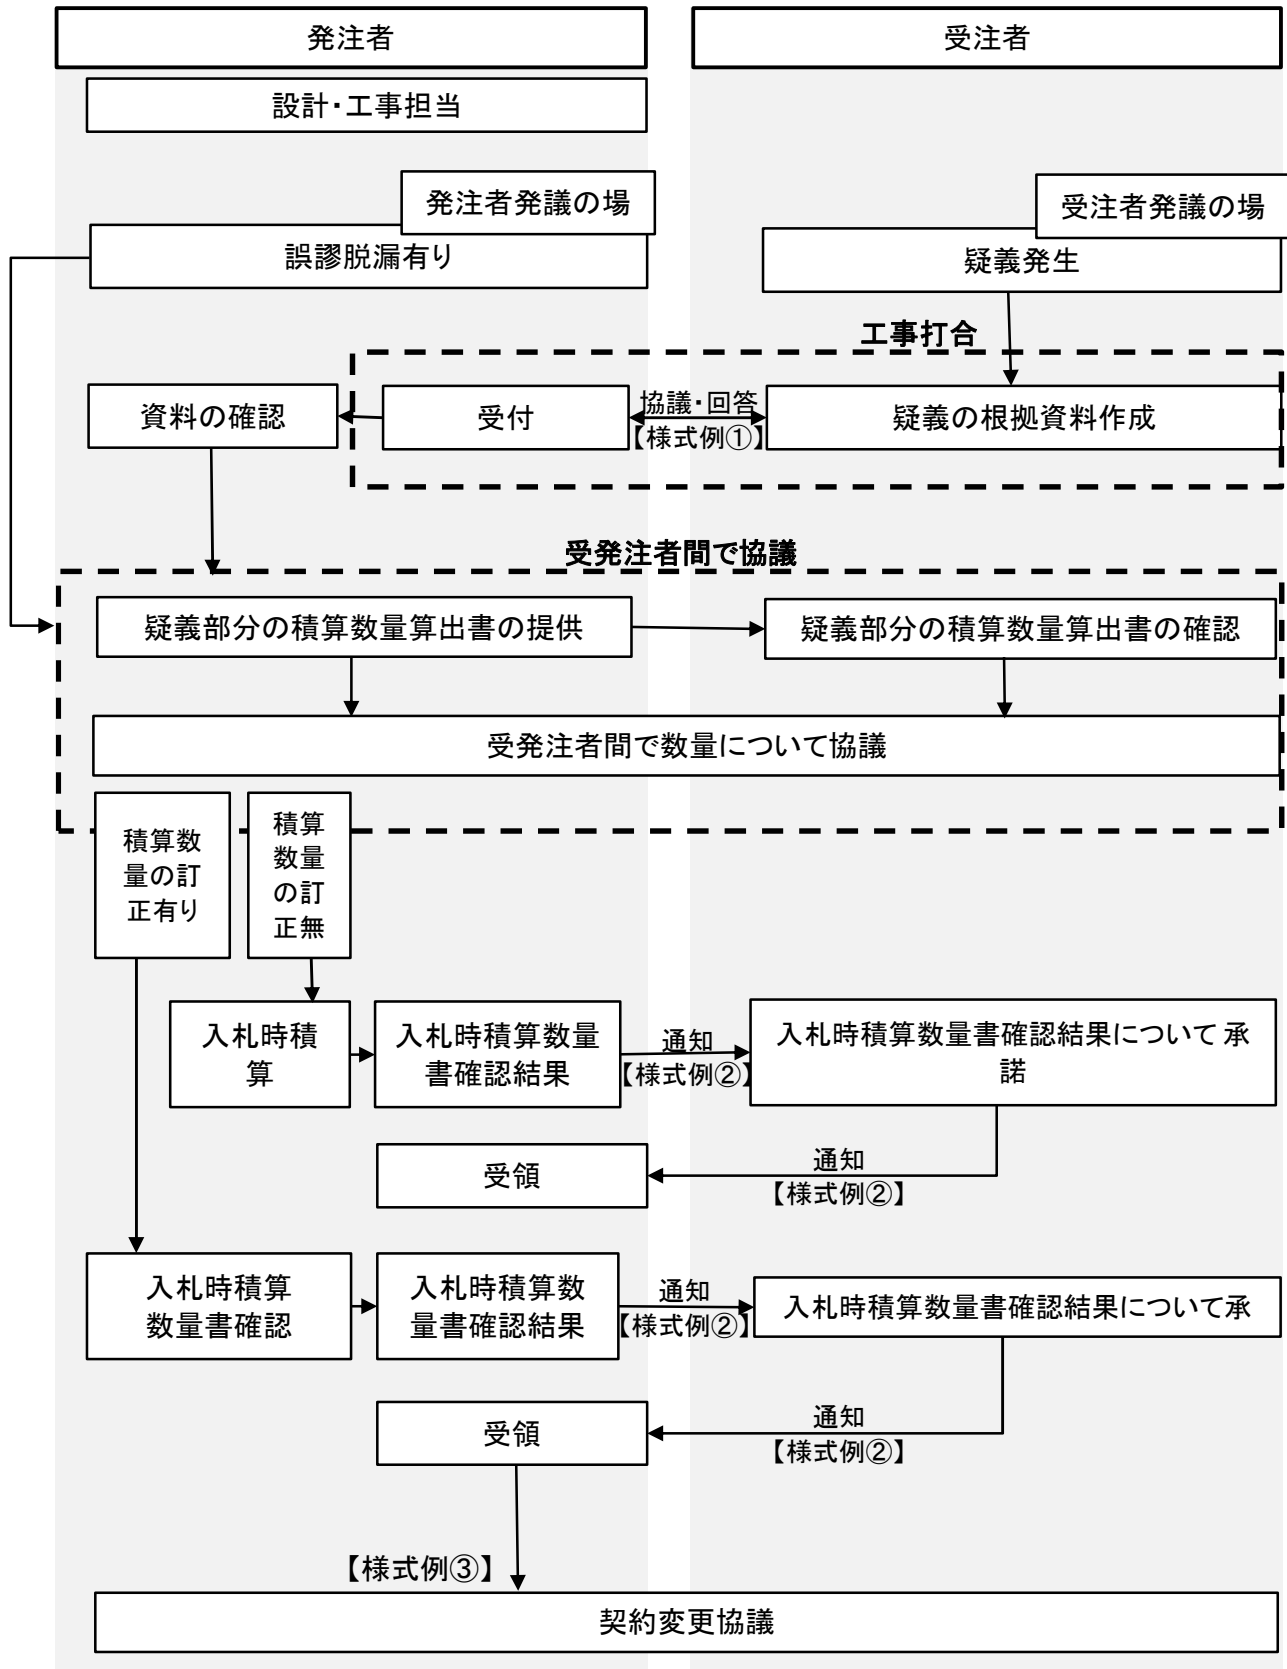 発注者
受注者
設計・工事担当
発注者発議の場
受注者発議の場
誤謬脱漏有り
疑義発生
工事打合
資料の確認
受付
協議・回答
【様式例①】
疑義の根拠資料作成
受発注者間で協議
疑義部分の積算数量算出書の提供
疑義部分の積算数量算出書の確認
受発注者間で数量について協議
積算数
量の訂
正有り
積算
数量
の訂
正無
入札時積
算
入札時積算数量
書確認結果
通知
【様式例②】
入札時積算数量書確認結果について承
諾
受領
通知
【様式例②】
入札時積算
数量書確認
入札時積算数
量書確認結果
通知
【様式例②】
入札時積算数量書確認結果について承
受領
通知
【様式例②】
【様式例③】
契約変更協議